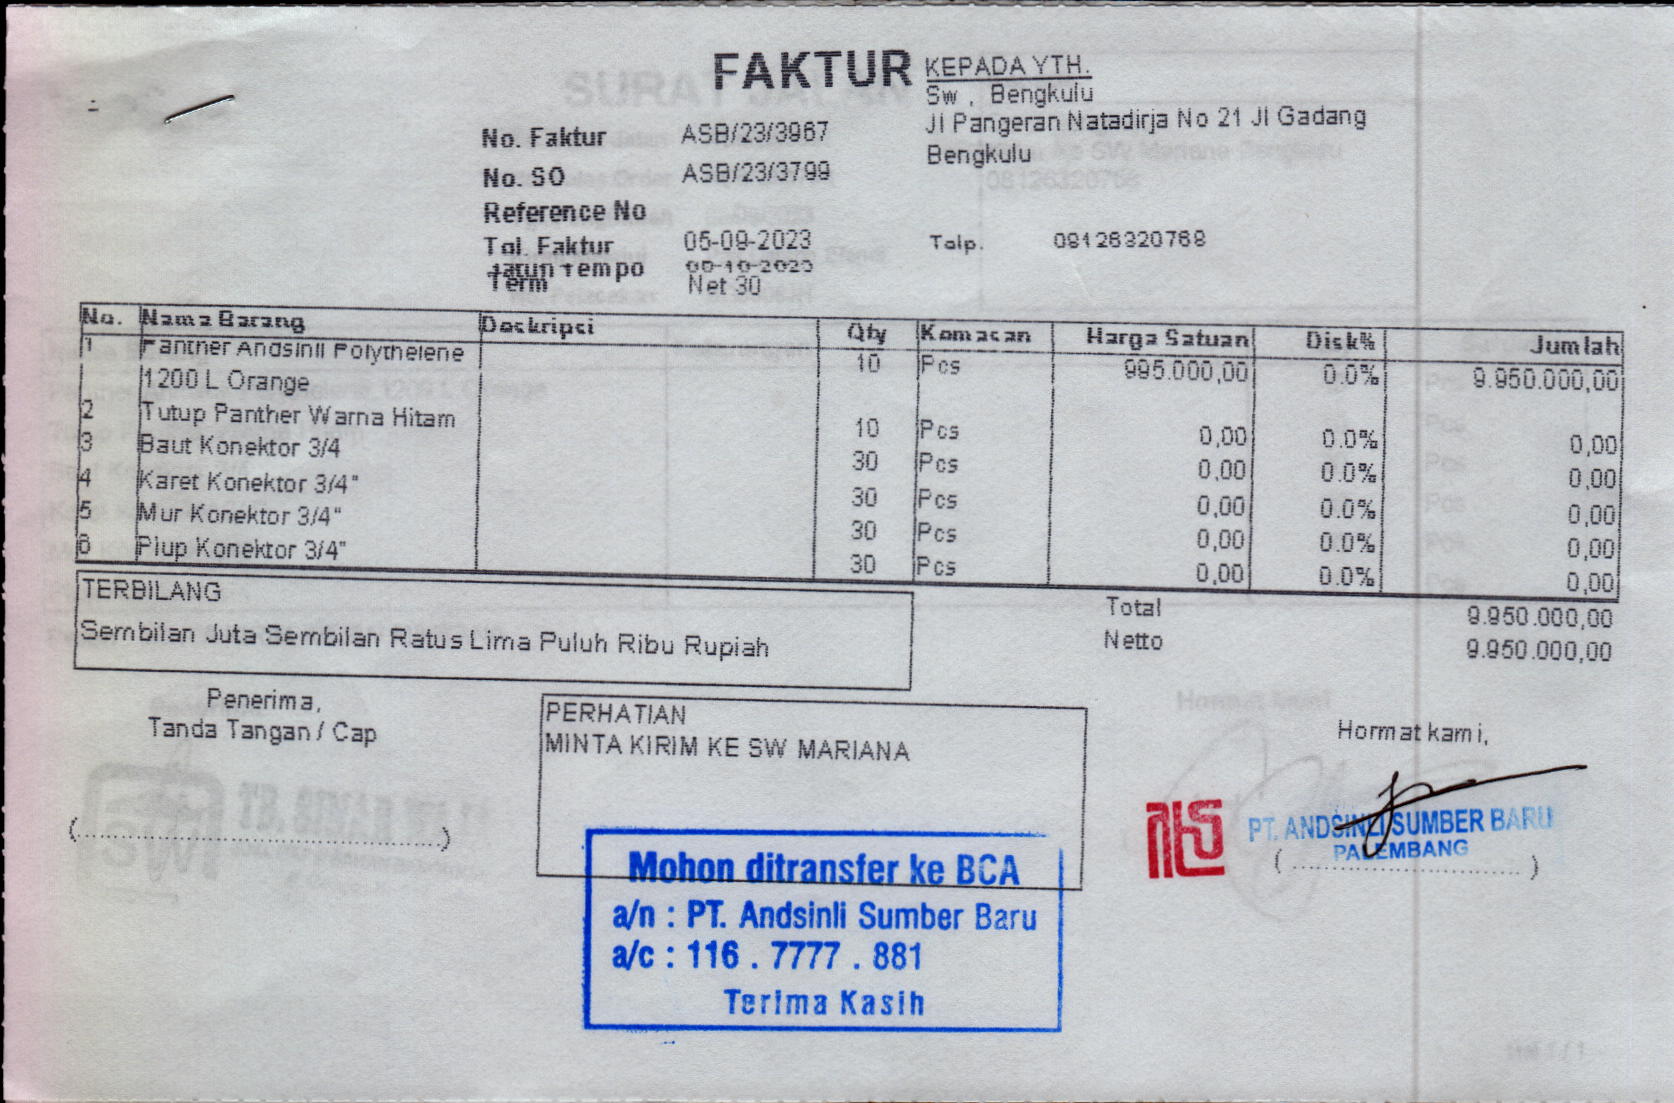 FAKTUR
KEPADA YTH.
Sw , Bengkulu
Jl Pangeran Natadirja No 21 Jl Gadang
Bengkulu
No. Faktur ASB/23/3967
No. SO ASB/23/3799
Reference No
Tgl. Faktur 05-09-2023
Jatuh Tempo 05-10-2023
Term Net 30
Telp. 08126320768
No. Nama Barang Deskripsi Qty Kemasan Harga Satuan Disk% Jumlah
1 Panther Andsinli Polythelene 10 Pcs 995.000,00 0.0% 9.950.000,00
1200 L Orange
2 Tutup Panther Warna Hitam 10 Pcs 0,00 0.0% 0,00
3 Baut Konektor 3/4 30 Pcs 0,00 0.0% 0,00
4 Karet Konektor 3/4" 30 Pcs 0,00 0.0% 0,00
5 Mur Konektor 3/4" 30 Pcs 0,00 0.0% 0,00
6 Plup Konektor 3/4" 30 Pcs 0,00 0.0% 0,00
TERBILANG
Sembilan Juta Sembilan Ratus Lima Puluh Ribu Rupiah
Total 9.950.000,00
Netto 9.950.000,00
Penerima,
Tanda Tangan / Cap
(........................................)
PERHATIAN
MINTA KIRIM KE SW MARIANA
Mohon ditransfer ke BCA
a/n : PT. Andsinli Sumber Baru
a/c : 116 . 7777 . 881
Terima Kasih
Hormat kami,
PT. ANDSINLI SUMBER BARU
PALEMBANG
(..............................)